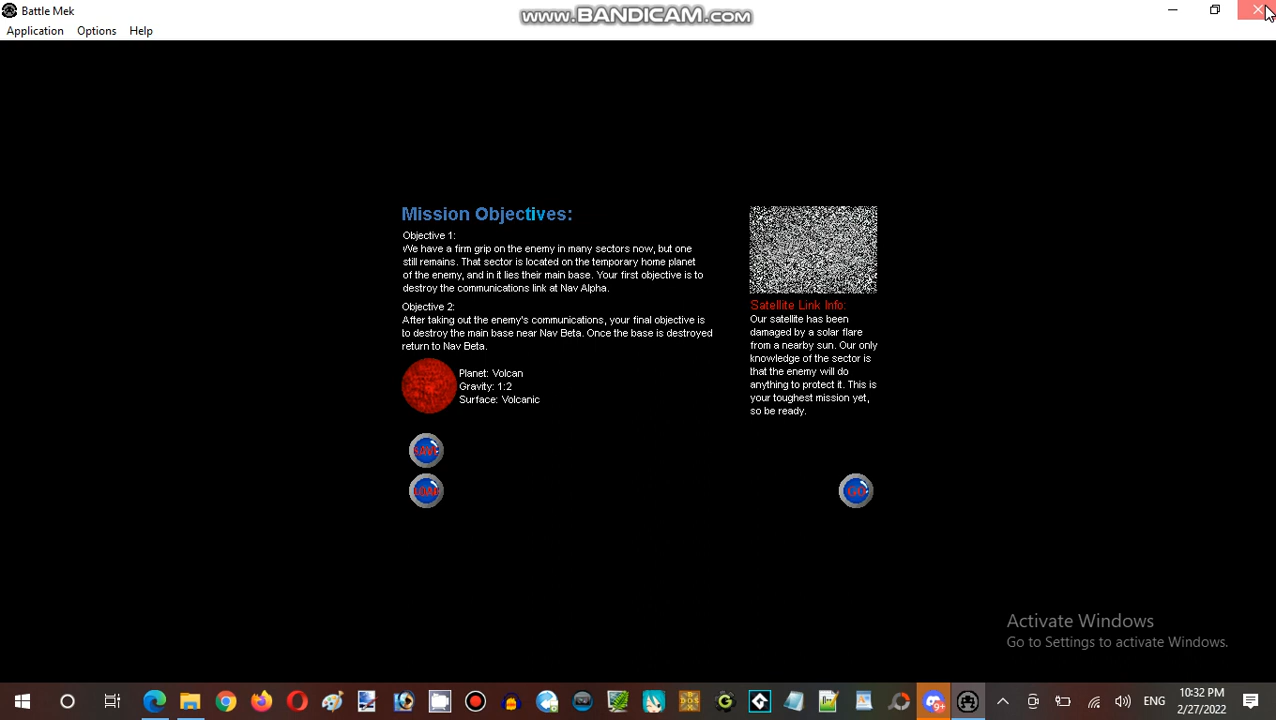 Battle Mek
www.BANDICAM.com
Application Options Help
Mission Objectives:
Objective 1:
We have a firm grip on the enemy in many sectors now, but one
still remains. That sector is located on the temporary home planet
of the enemy, and in it lies their main base. Your first objective is to
destroy the communications link at Nav Alpha.
Objective 2:
After taking out the enemy's communications, your final objective is
to destroy the main base near Nav Beta. Once the base is destroyed
return to Nav Beta.
Planet: Volcan
Gravity: 1:2
Surface: Volcanic
SAVE
LOAD
Satellite Link Info:
Our satellite has been
damaged by a solar flare
from a nearby sun. Our only
knowledge of the sector is
that the enemy will do
anything to protect it. This is
your toughest mission yet,
so be ready.
GO
Activate Windows
Go to Settings to activate Windows.
DOS
9+
ENG
10:32 PM
2/27/2022